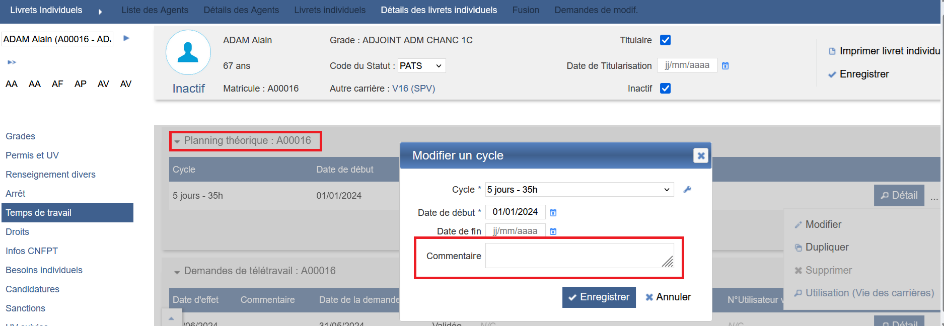 Livrets Individuels
Liste des Agents
Détails des Agents
Livrets individuels
Détails des livrets individuels
Fusion
Demandes de modif.
ADAM Alain (A00016 - AD.
AA AA AF AP AV AV
ADAM Alain
67 ans
Inactif
Matricule : A00016
Grade : ADJOINT ADM CHANC 1C
Code du Statut : PATS
Autre carrière : V16 (SPV)
Titulaire
Date de Titularisation jj/mm/aaaa
Inactif
Imprimer livret individu
Enregistrer
Grades
Permis et UV
Renseignement divers
Arrêt
Temps de travail
Droits
Infos CNFPT
Besoins individuels
Candidatures
Sanctions
Planning théorique : A00016
Cycle
Date de début
5 jours - 35h
01/01/2024
Détail
...
Modifier
Dupliquer
Supprimer
Utilisation (Vie des carrières)
Modifier un cycle
Cycle * 5 jours - 35h
Date de début * 01/01/2024
Date de fin jj/mm/aaaa
Commentaire
Enregistrer
Annuler
Demandes de télétravail : A00016
Date d'effet
Commentaire
Date de la demande
N°Utilisateur v
/06/2024
31/05/2024
Validée
N/C
N/C
Détail